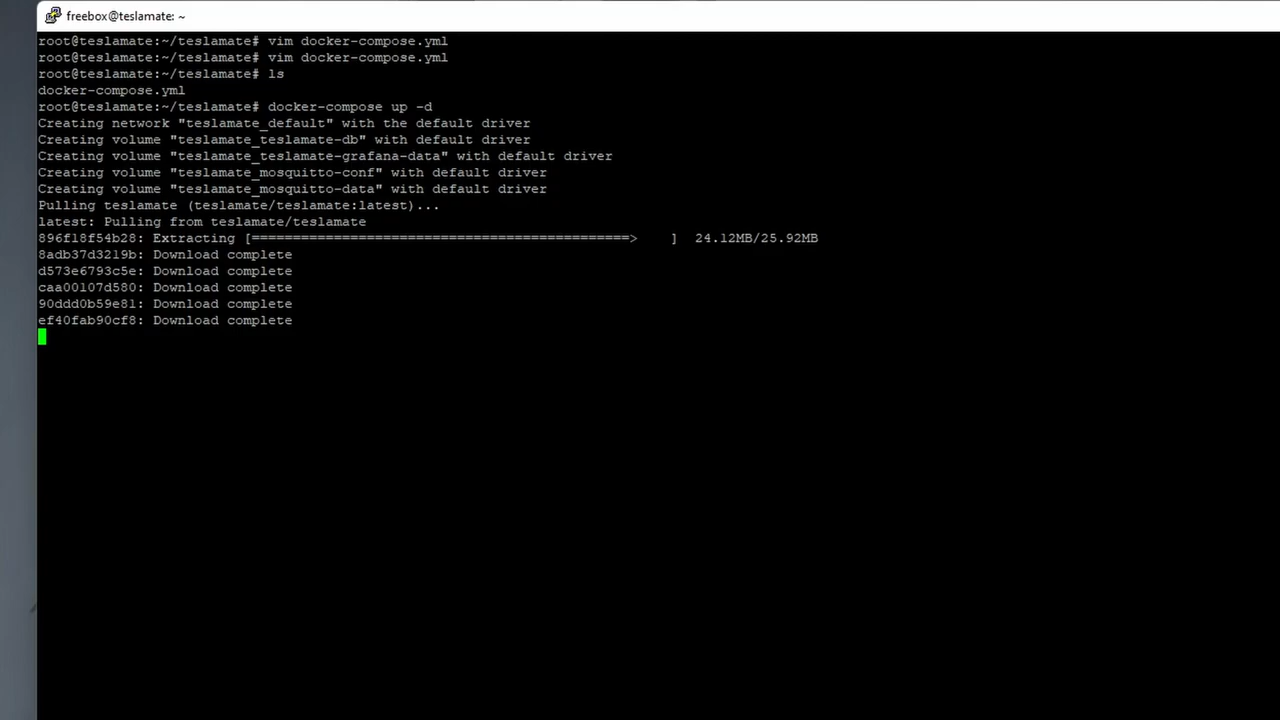 freebox@teslamate: ~
root@teslamate:~/teslamate# vim docker-compose.yml
root@teslamate:~/teslamate# vim docker-compose.yml
root@teslamate:~/teslamate# ls
docker-compose.yml
root@teslamate:~/teslamate# docker-compose up -d
Creating network "teslamate_default" with the default driver
Creating volume "teslamate_teslamate-db" with default driver
Creating volume "teslamate_teslamate-grafana-data" with default driver
Creating volume "teslamate_mosquitto-conf" with default driver
Creating volume "teslamate_mosquitto-data" with default driver
Pulling teslamate (teslamate/teslamate:latest)...
latest: Pulling from teslamate/teslamate
896f18f54b28: Extracting [==============================================>    ]  24.12MB/25.92MB
8adb37d3219b: Download complete
d573e6793c5e: Download complete
caa00107d580: Download complete
90ddd0b59e81: Download complete
ef40fab90cf8: Download complete